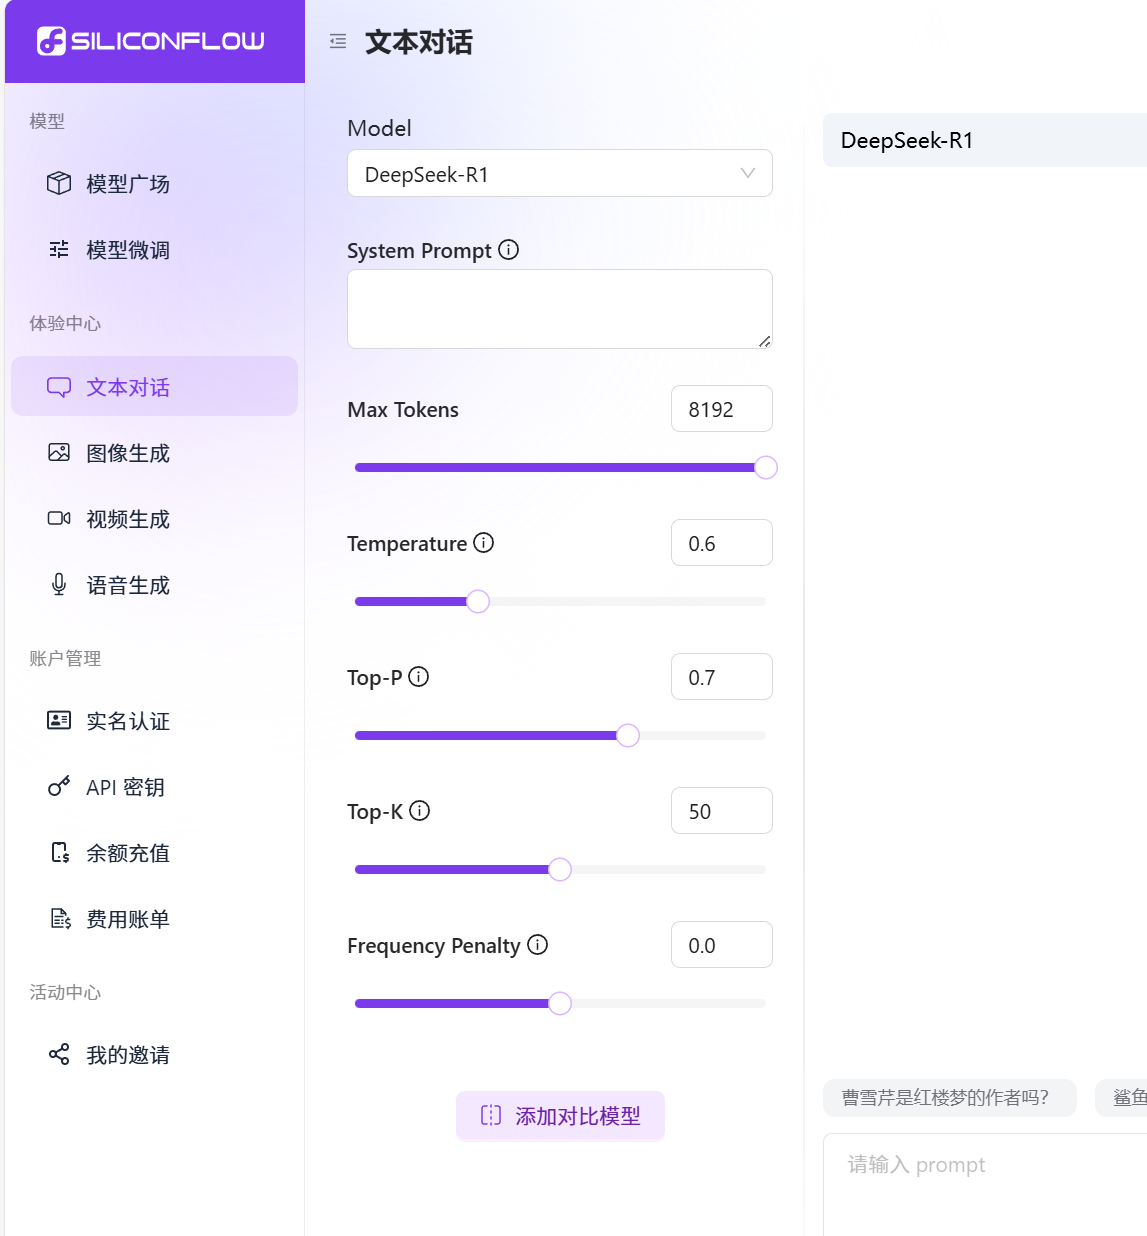 SILICONFLOW
模型
模型广场
模型微调
体验中心
文本对话
图像生成
视频生成
语音生成
账户管理
实名认证
API 密钥
余额充值
费用账单
活动中心
我的邀请
文本对话
Model
DeepSeek-R1
System Prompt
Max Tokens
8192
Temperature
0.6
Top-P
0.7
Top-K
50
Frequency Penalty
0.0
添加对比模型
DeepSeek-R1
曹雪芹是红楼梦的作者吗？
鲨鱼
请输入 prompt